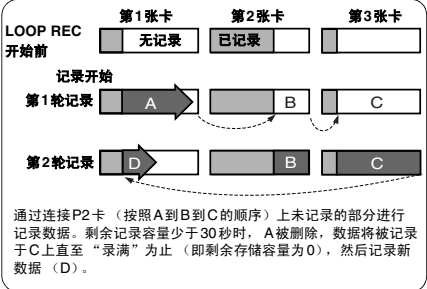 第1张卡 第2张卡 第3张卡
LOOP REC
开始前
无记录 已记录
记录开始
第1轮记录 A B C
第2轮记录 D B C
通过连接P2卡 （按照A到B到C的顺序）上未记录的部分进行
记录数据。剩余记录容量少于30秒时， A被删除，数据将被记录
于C上直至 “录满”为止 （即剩余存储容量为0），然后记录新
数据 （D）。